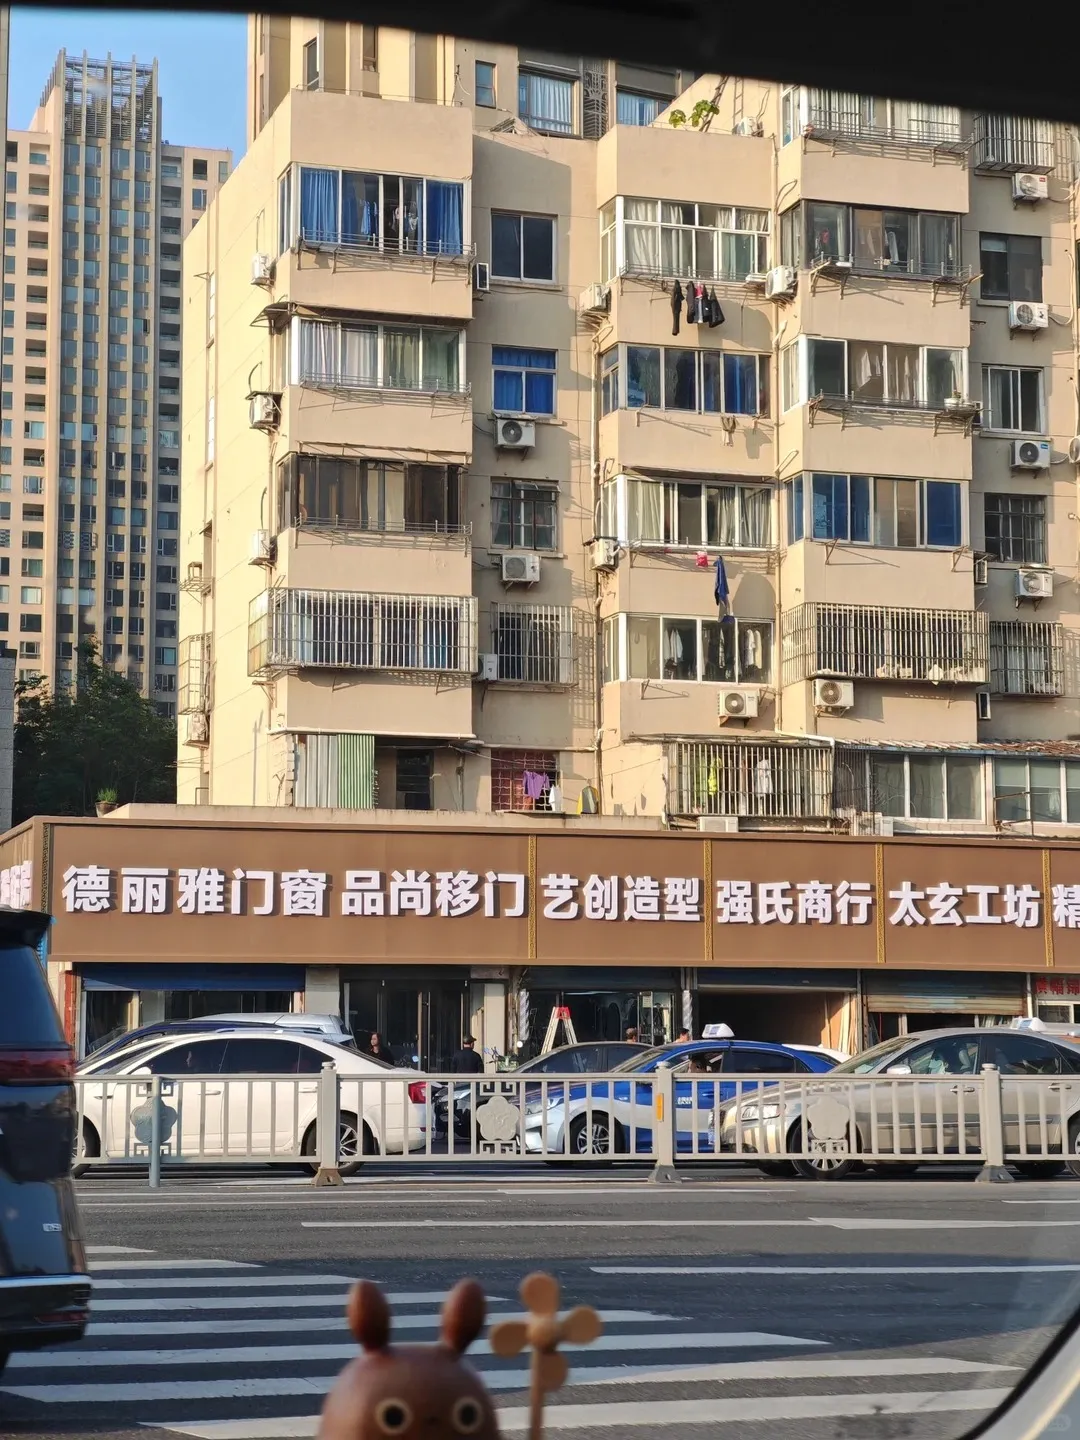 德丽雅门窗 品尚移门 艺创造型 强氏商行 太玄工坊 精